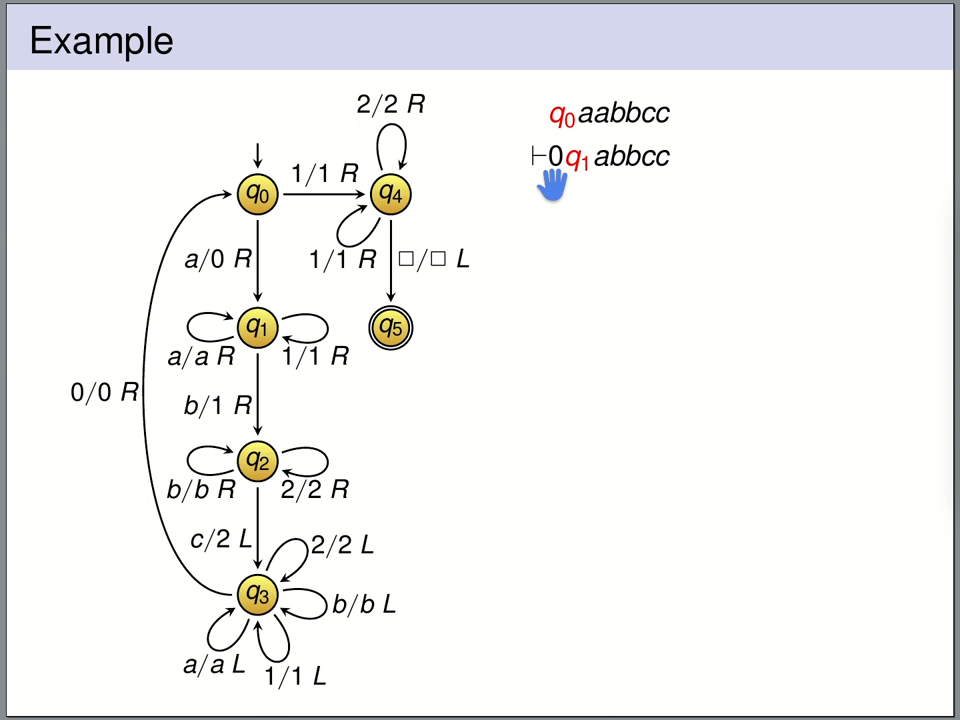 Example
2/2 R
q0aabbcc
⊢0q1abbcc
1/1 R
q0
q4
a/0 R
1/1 R
□/□ L
q1
q5
a/a R
1/1 R
0/0 R
b/1 R
q2
b/b R
2/2 R
c/2 L
2/2 L
q3
b/b L
a/a L
1/1 L